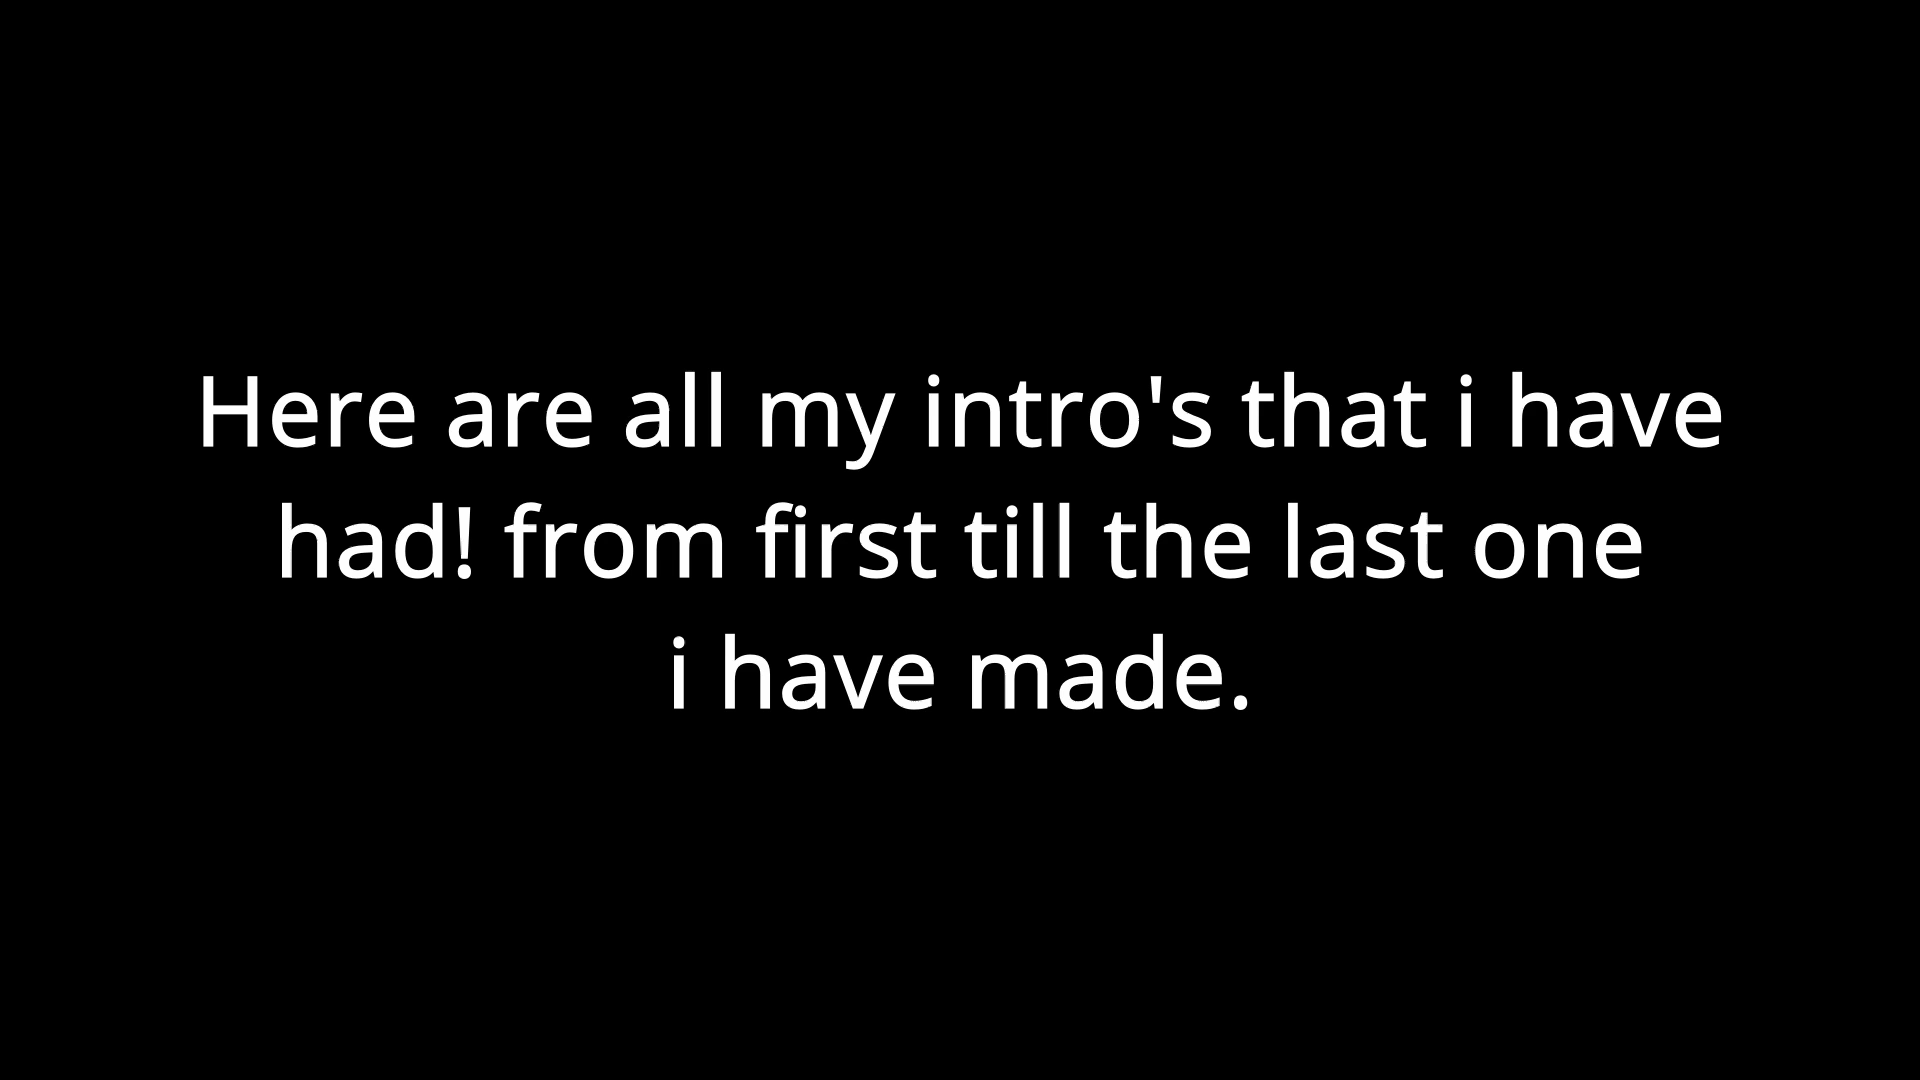 Here are all my intro's that i have
had! from first till the last one
i have made.